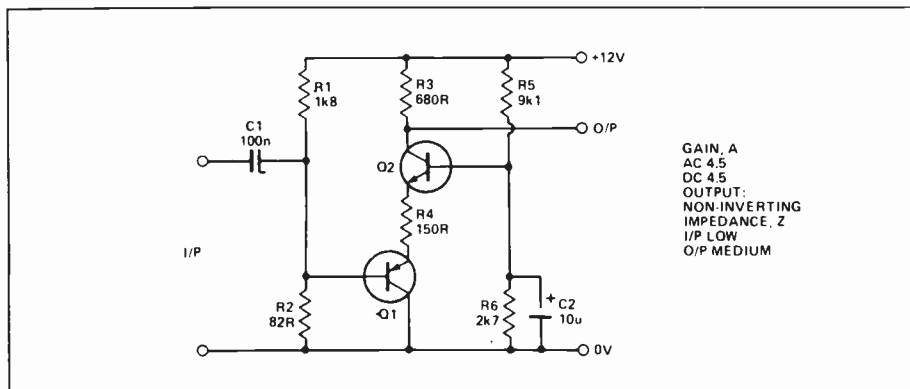 +12V
R1
1k8
R3
680R
R5
9k1
O/P
C1
100n
Q2
GAIN, A
AC 4.5
DC 4.5
OUTPUT:
NON-INVERTING
IMPEDANCE, Z
I/P LOW
O/P MEDIUM
R4
150R
I/P
R2
82R
Q1
R6
2k7
+
C2
10u
0V